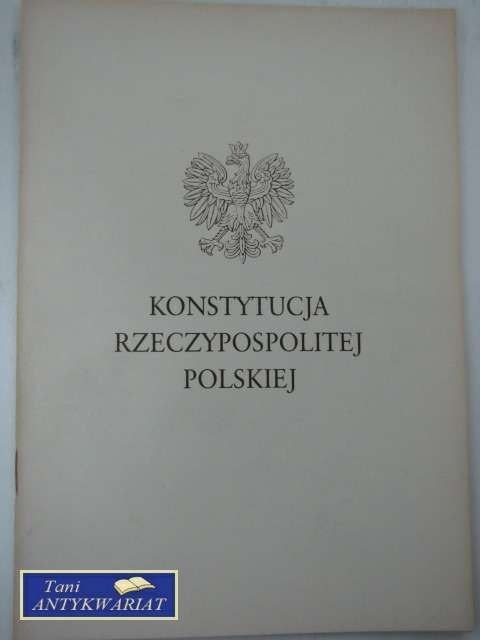 KONSTYTUCJA
RZECZYPOSPOLITEJ
POLSKIEJ
Tani
ANTYKWARIAT